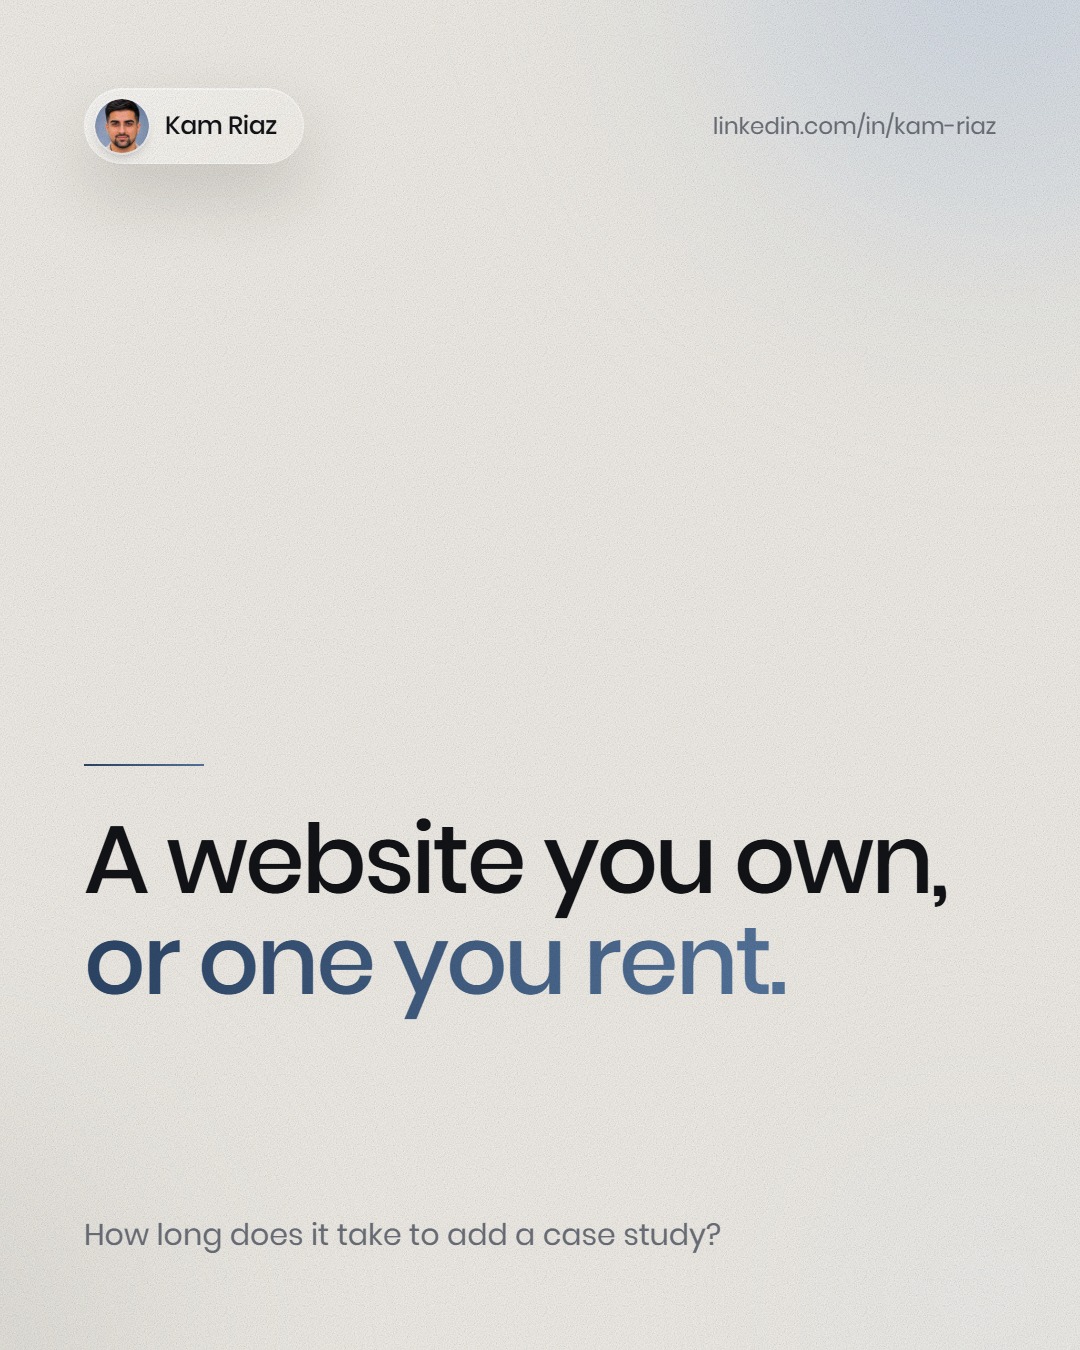 Kam Riaz
linkedin.com/in/kam-riaz
A website you own,
or one you rent.
How long does it take to add a case study?